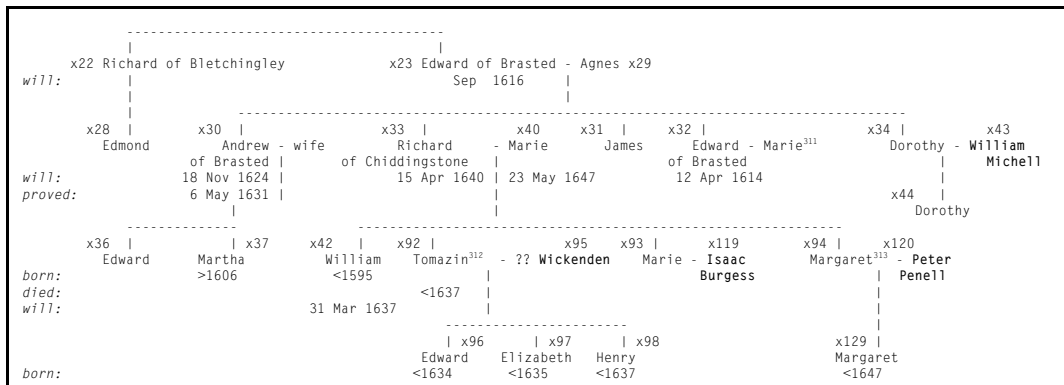 x22 Richard of Bletchingley x23 Edward of Brasted - Agnes x29
will: Sep 1616
x28 x30 x33 x40 x31 x32 x34 x43
Edmond Andrew - wife Richard - Marie James Edward - Marie311 Dorothy - William
of Brasted of Chiddingstone of Brasted Michell
will: 18 Nov 1624 15 Apr 1640 23 May 1647 12 Apr 1614
proved: 6 May 1631 x44
Dorothy
x36 x37 x42 x92 x95 x93 x119 x94 x120
Edward Martha William Tomazin312 - ?? Wickenden Marie - Isaac Margaret313 - Peter
born: >1606 <1595 Burgess Penell
died: <1637
will: 31 Mar 1637
x96 x97 x98 x129
Edward Elizabeth Henry Margaret
born: <1634 <1635 <1637 <1647